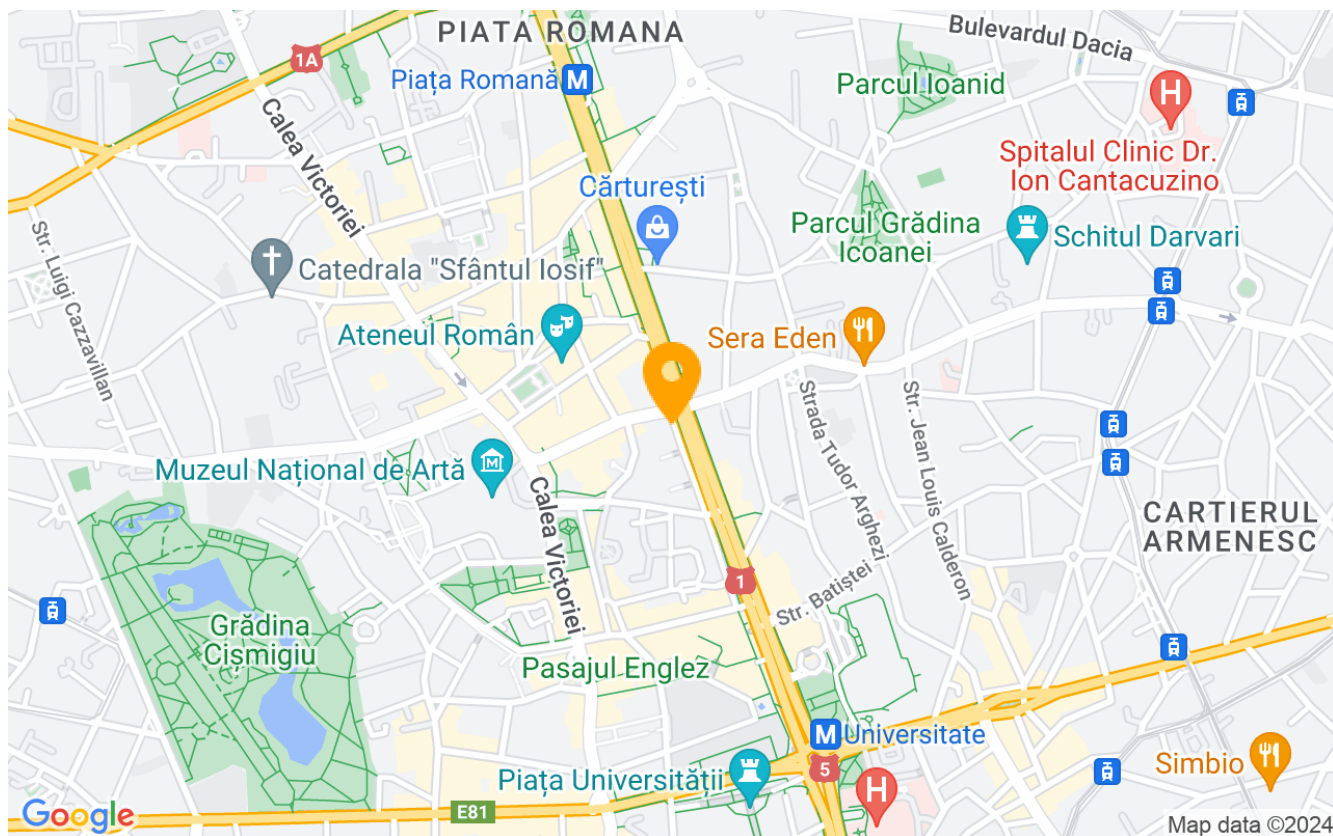 PIATA ROMANA
Bulevardul Dacia
1A
Piața Romană
M
Parcul Ioanid
H
Calea Victoriei
Spitalul Clinic Dr.
Ion Cantacuzino
Cărturești
Parcul Grădina
Icoanei
Schitul Darvari
Str. Luigi Cazzavillan
Catedrala "Sfântul Iosif"
Ateneul Român
Sera Eden
Strada Tudor Arghezi
Str. Jean Louis Calderon
Muzeul Național de Artă
M
Calea Victoriei
CARTIERUL
ARMENESC
1
Str. Batiștei
Grădina
Cișmigiu
Pasajul Englez
M
Universitate
5
Piața Universității
H
Simbio
Google
E81
Map data ©2024